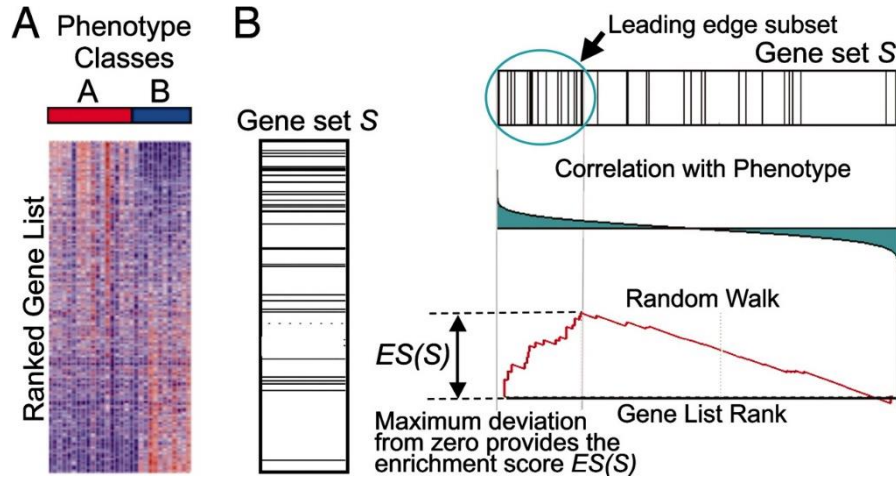 A
Phenotype
Classes
A B
Ranked Gene List
B
Gene set S
Leading edge subset
Gene set S
Correlation with Phenotype
Random Walk
ES(S)
Gene List Rank
Maximum deviation
from zero provides the
enrichment score ES(S)